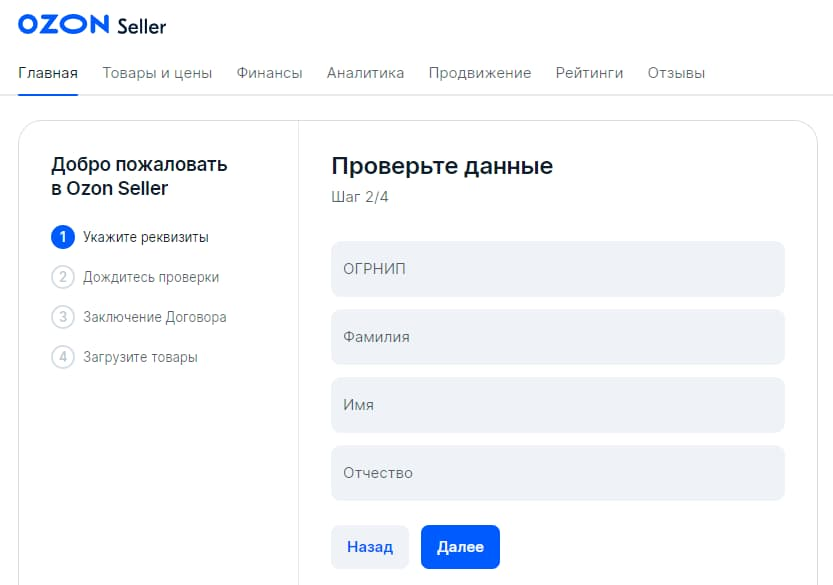 OZON Seller
Главная Товары и цены Финансы Аналитика Продвижение Рейтинги Отзывы
Добро пожаловать
в Ozon Seller
1 Укажите реквизиты
2 Дождитесь проверки
3 Заключение Договора
4 Загрузите товары
Проверьте данные
Шаг 2/4
ОГРНИП
Фамилия
Имя
Отчество
Назад Далее